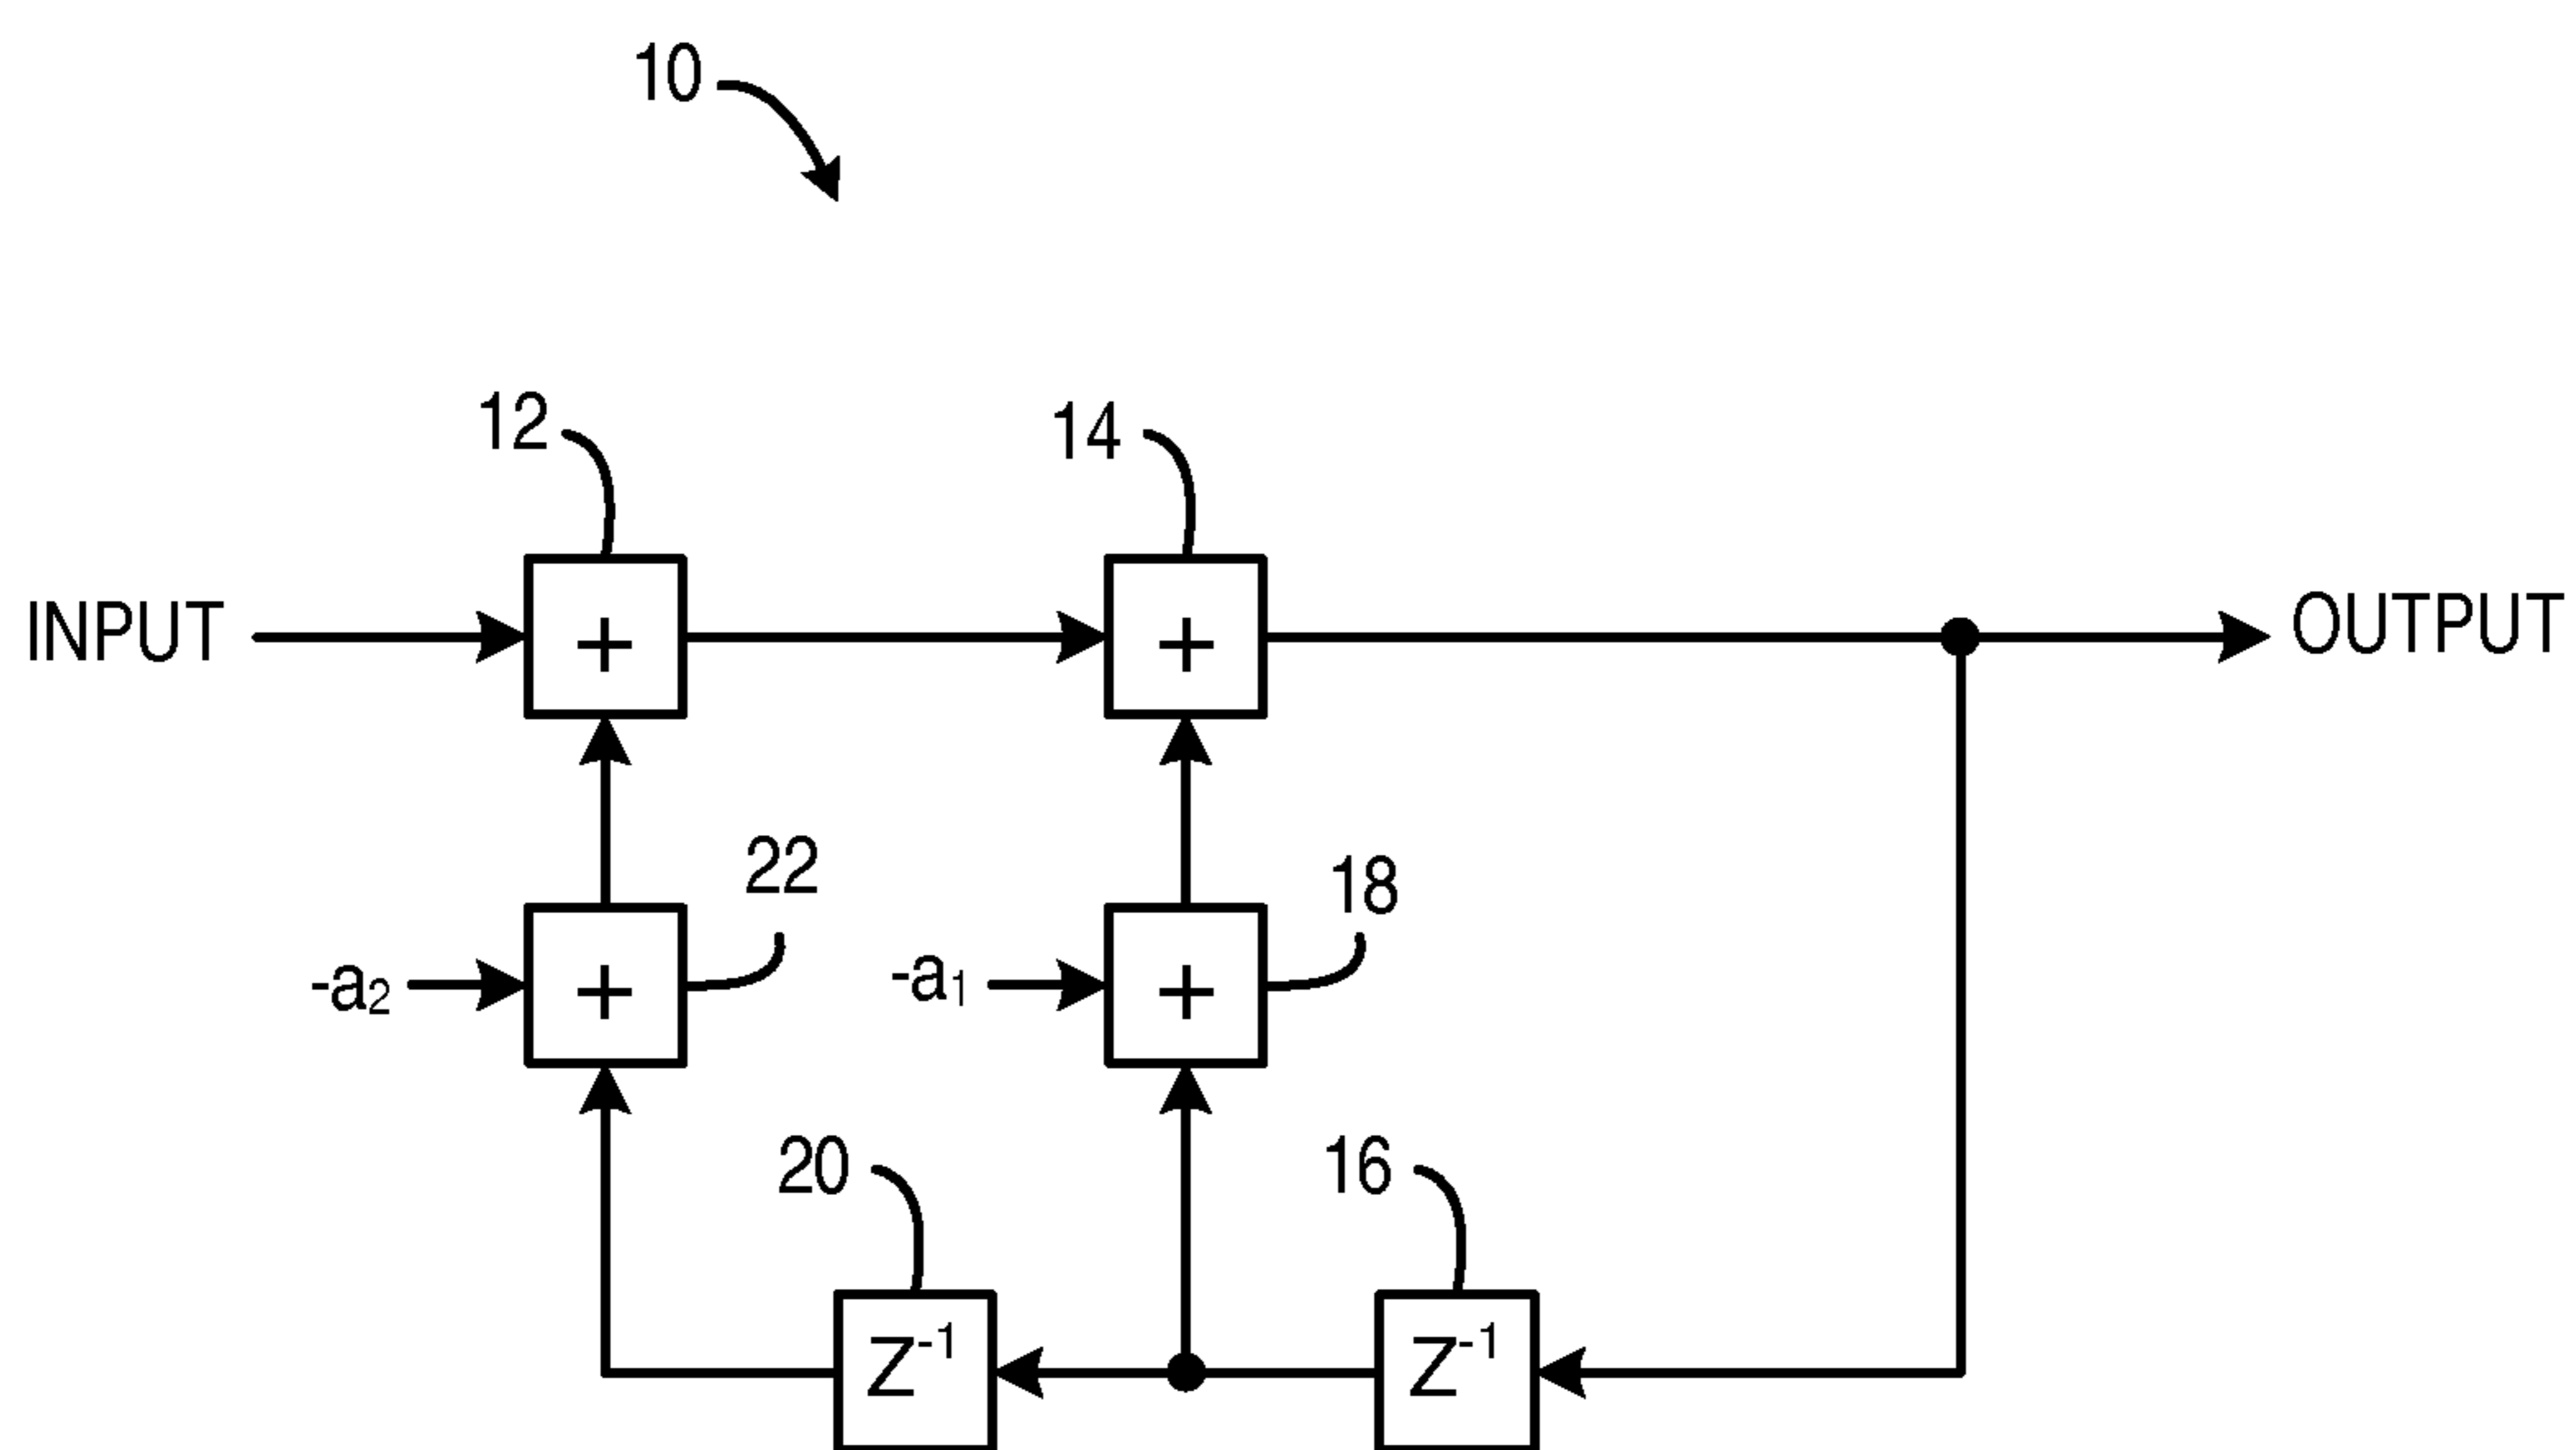 10
12
14
INPUT
+
+
OUTPUT
22
18
-a₂
+
-a₁
+
20
16
Z⁻¹
Z⁻¹